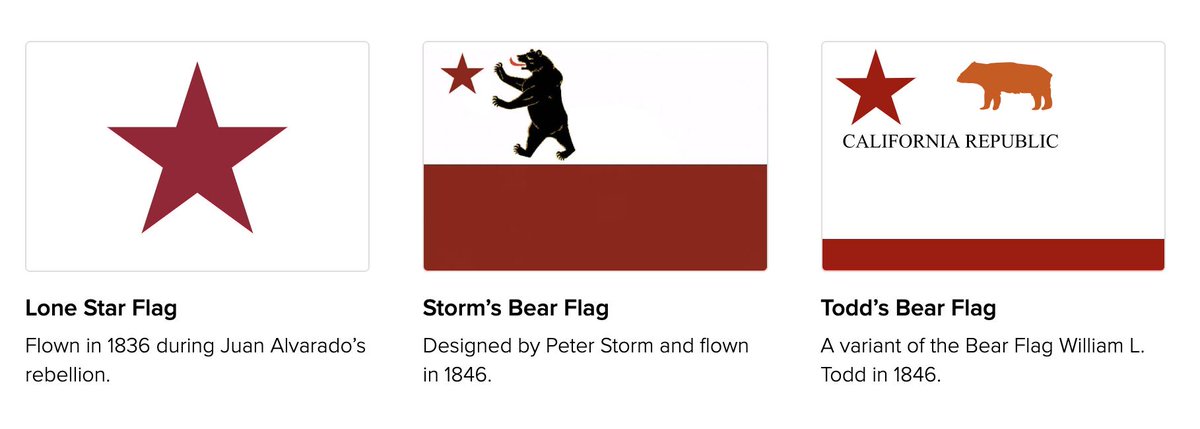 CALIFORNIA REPUBLIC
Lone Star Flag
Flown in 1836 during Juan Alvarado’s
rebellion.
Storm’s Bear Flag
Designed by Peter Storm and flown
in 1846.
Todd’s Bear Flag
A variant of the Bear Flag William L.
Todd in 1846.